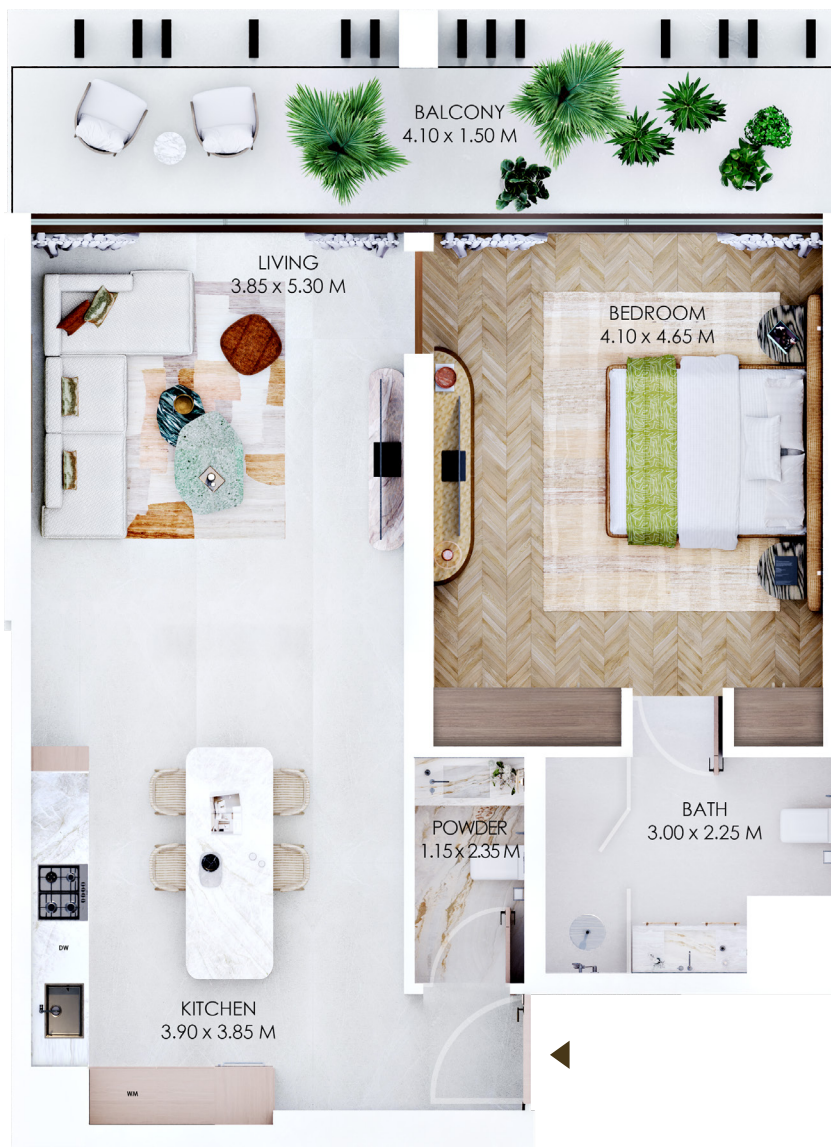 BALCONY
4.10 x 1.50 M
LIVING
3.85 x 5.30 M
BEDROOM
4.10 x 4.65 M
POWDER
1.15 x 2.35 M
BATH
3.00 x 2.25 M
DW
KITCHEN
3.90 x 3.85 M
WM